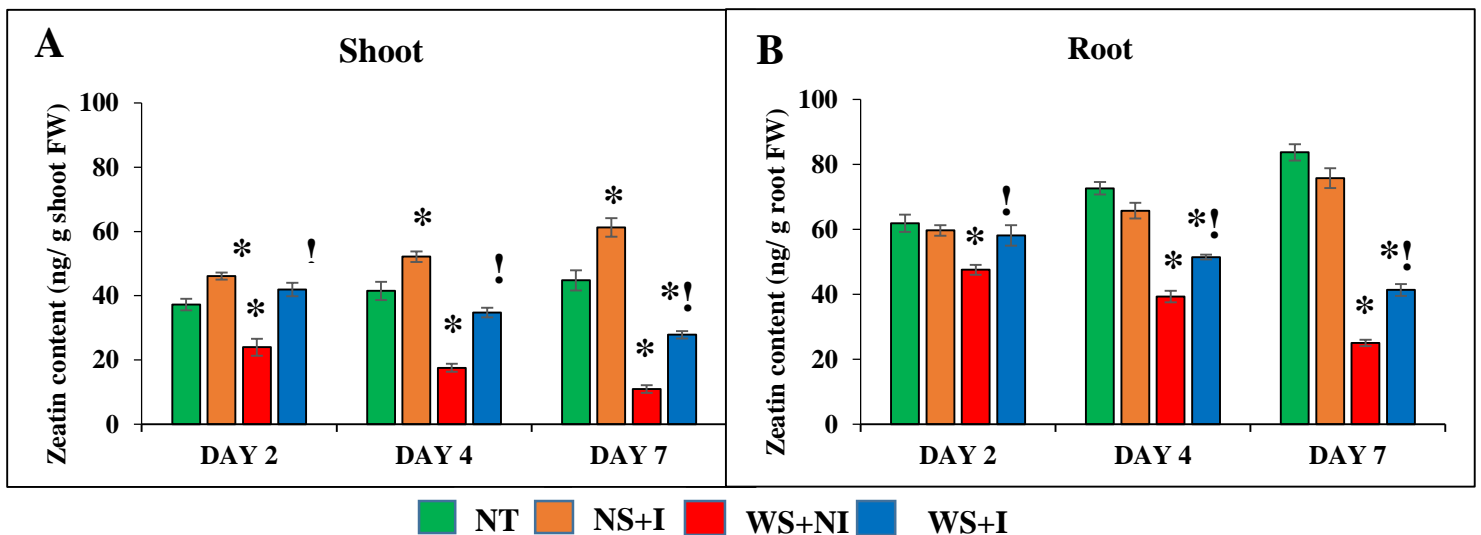 A
Shoot
Zeatin content (ng/ g shoot FW)
100
80
60
40
20
0
* * !
* * !
* * *!
DAY 2 DAY 4 DAY 7
B
Root
Zeatin content (ng/ g root FW)
100
80
60
40
20
0
* !
* *!
* *!
DAY 2 DAY 4 DAY 7
NT NS+I WS+NI WS+I